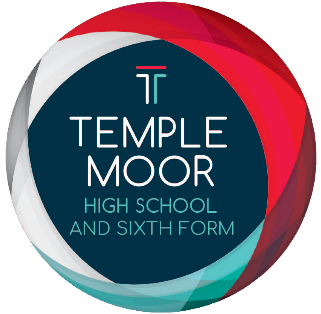 TEMPLE
MOOR
HIGH SCHOOL
AND SIXTH FORM